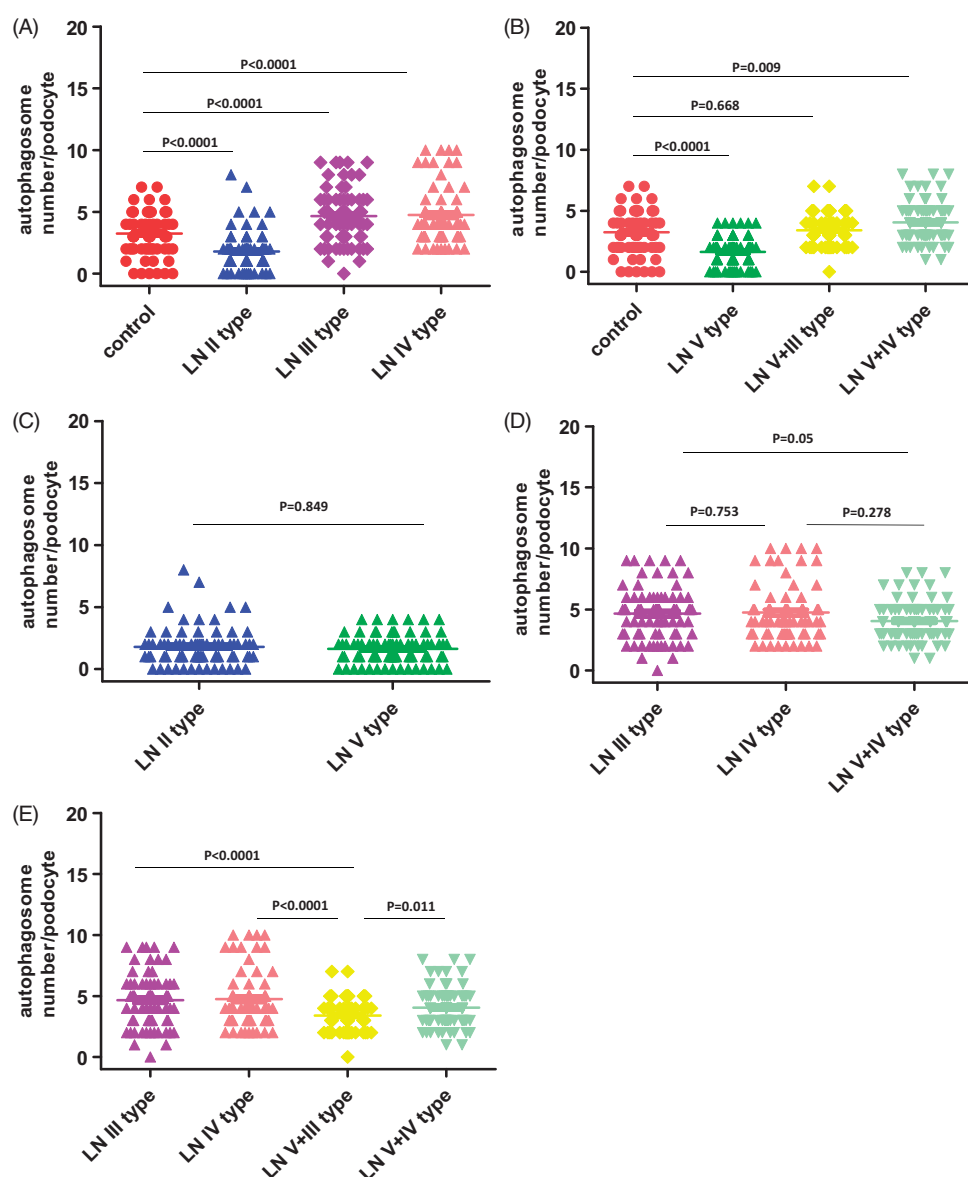 (A)
autophagosome
number/podocyte
20
15
10
5
0
P<0.0001
P<0.0001
P<0.0001
control
LN II type
LN III type
LN IV type
(B)
autophagosome
number/podocyte
20
15
10
5
0
P=0.009
P=0.668
P<0.0001
control
LN V type
LN V+III type
LN V+IV type
(C)
autophagosome
number/podocyte
20
15
10
5
0
P=0.849
LN II type
LN V type
(D)
autophagosome
number/podocyte
20
15
10
5
0
P=0.05
P=0.753
P=0.278
LN III type
LN IV type
LN V+IV type
(E)
autophagosome
number/podocyte
20
15
10
5
0
P<0.0001
P<0.0001
P=0.011
LN III type
LN IV type
LN V+III type
LN V+IV type